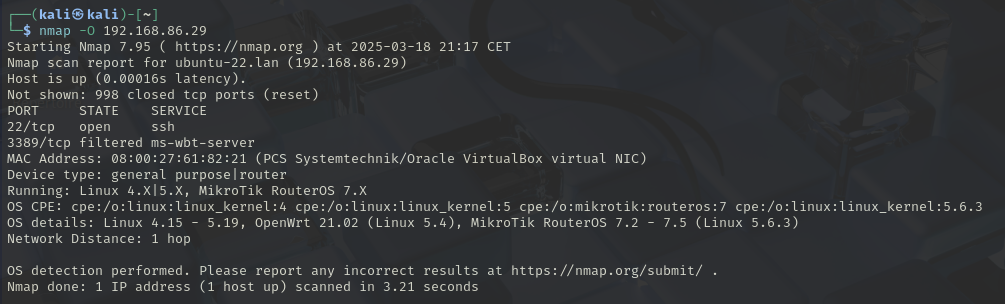 ┌──(kali㉿kali)-[~]
└─$ nmap -O 192.168.86.29
Starting Nmap 7.95 ( https://nmap.org ) at 2025-03-18 21:17 CET
Nmap scan report for ubuntu-22.lan (192.168.86.29)
Host is up (0.00016s latency).
Not shown: 998 closed tcp ports (reset)
PORT     STATE    SERVICE
22/tcp   open     ssh
3389/tcp filtered ms-wbt-server
MAC Address: 08:00:27:61:82:21 (PCS Systemtechnik/Oracle VirtualBox virtual NIC)
Device type: general purpose|router
Running: Linux 4.X|5.X, MikroTik RouterOS 7.X
OS CPE: cpe:/o:linux:linux_kernel:4 cpe:/o:linux:linux_kernel:5 cpe:/o:mikrotik:routeros:7 cpe:/o:linux:linux_kernel:5.6.3
OS details: Linux 4.15 - 5.19, OpenWrt 21.02 (Linux 5.4), MikroTik RouterOS 7.2 - 7.5 (Linux 5.6.3)
Network Distance: 1 hop

OS detection performed. Please report any incorrect results at https://nmap.org/submit/ .
Nmap done: 1 IP address (1 host up) scanned in 3.21 seconds